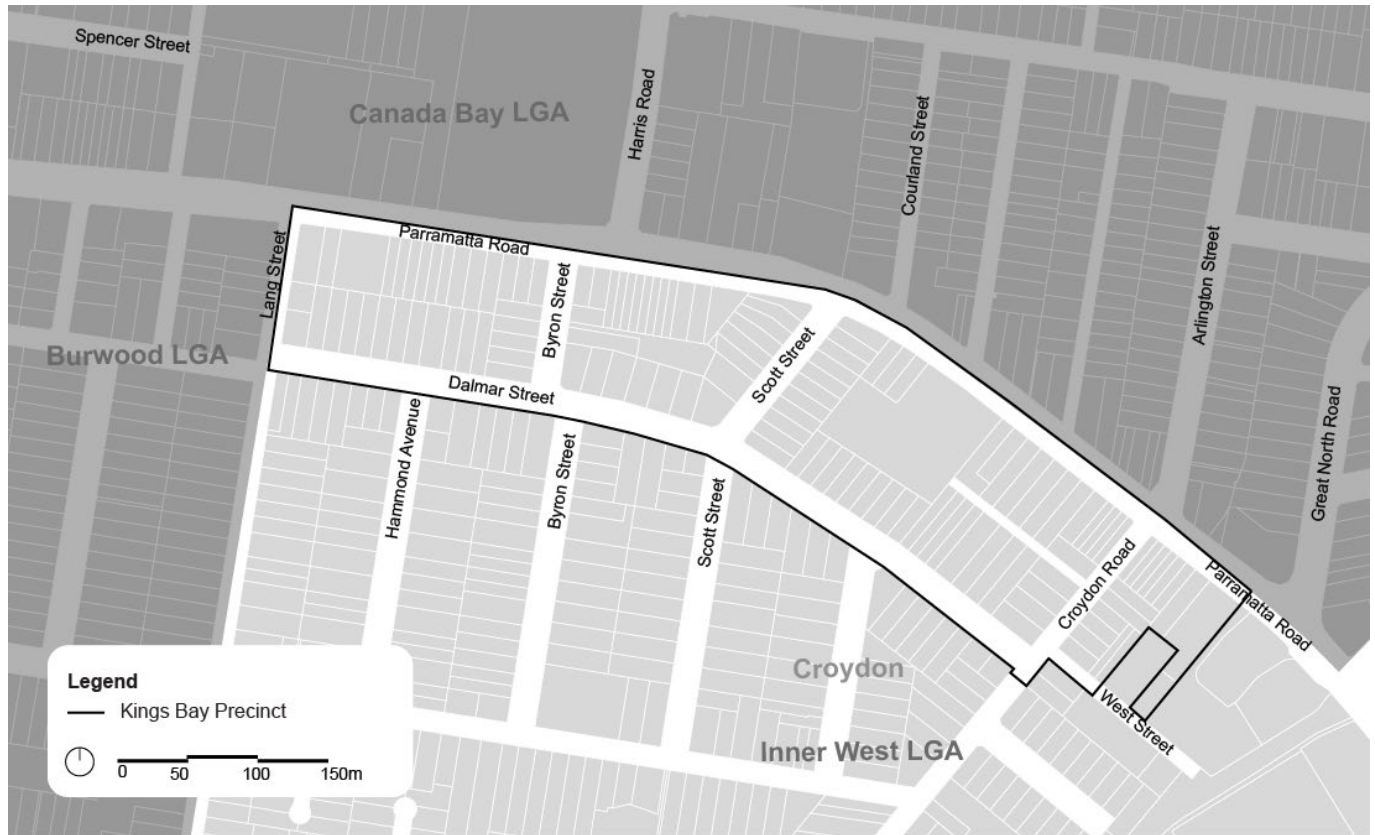 Spencer Street
Canada Bay LGA
Harris Road
Courland Street
Arlington Street
Great North Road
Parramatta Road
Lang Street
Byron Street
Scott Street
Burwood LGA
Dalmar Street
Hammond Avenue
Byron Street
Scott Street
Croydon Road
Parramatta Road
Croydon
West Street
Inner West LGA
Legend
Kings Bay Precinct
0 50 100 150m